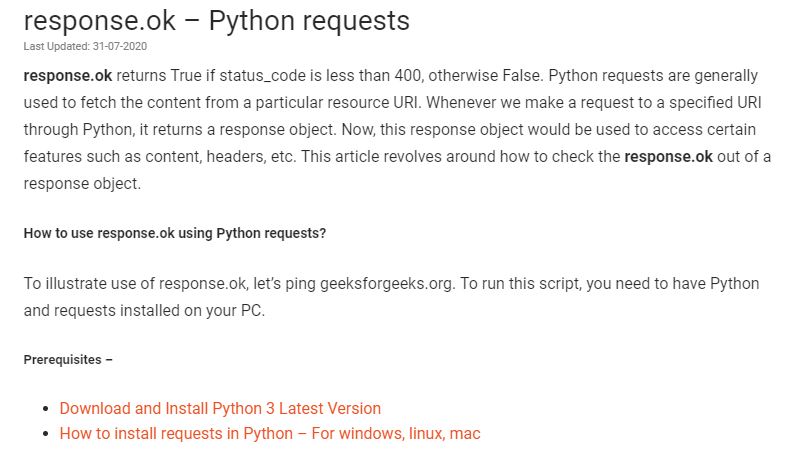 response.ok – Python requests
Last Updated: 31-07-2020
response.ok returns True if status_code is less than 400, otherwise False. Python requests are generally
used to fetch the content from a particular resource URI. Whenever we make a request to a specified URI
through Python, it returns a response object. Now, this response object would be used to access certain
features such as content, headers, etc. This article revolves around how to check the response.ok out of a
response object.
How to use response.ok using Python requests?
To illustrate use of response.ok, let’s ping geeksforgeeks.org. To run this script, you need to have Python
and requests installed on your PC.
Prerequisites –
• Download and Install Python 3 Latest Version
• How to install requests in Python – For windows, linux, mac